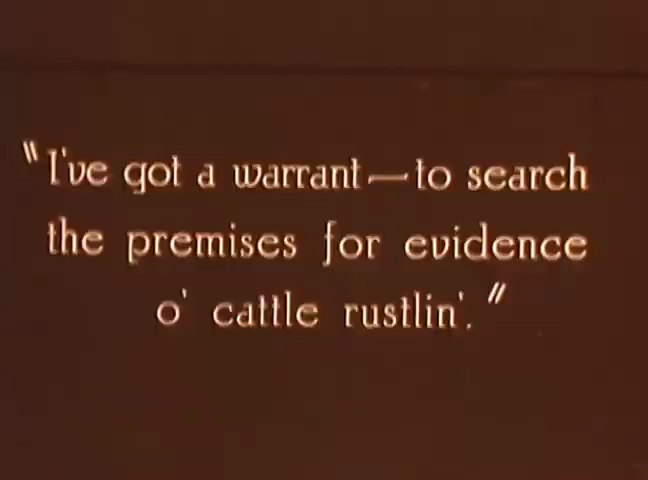 "I've got a warrant—to search
the premises for evidence
o' cattle rustlin'."